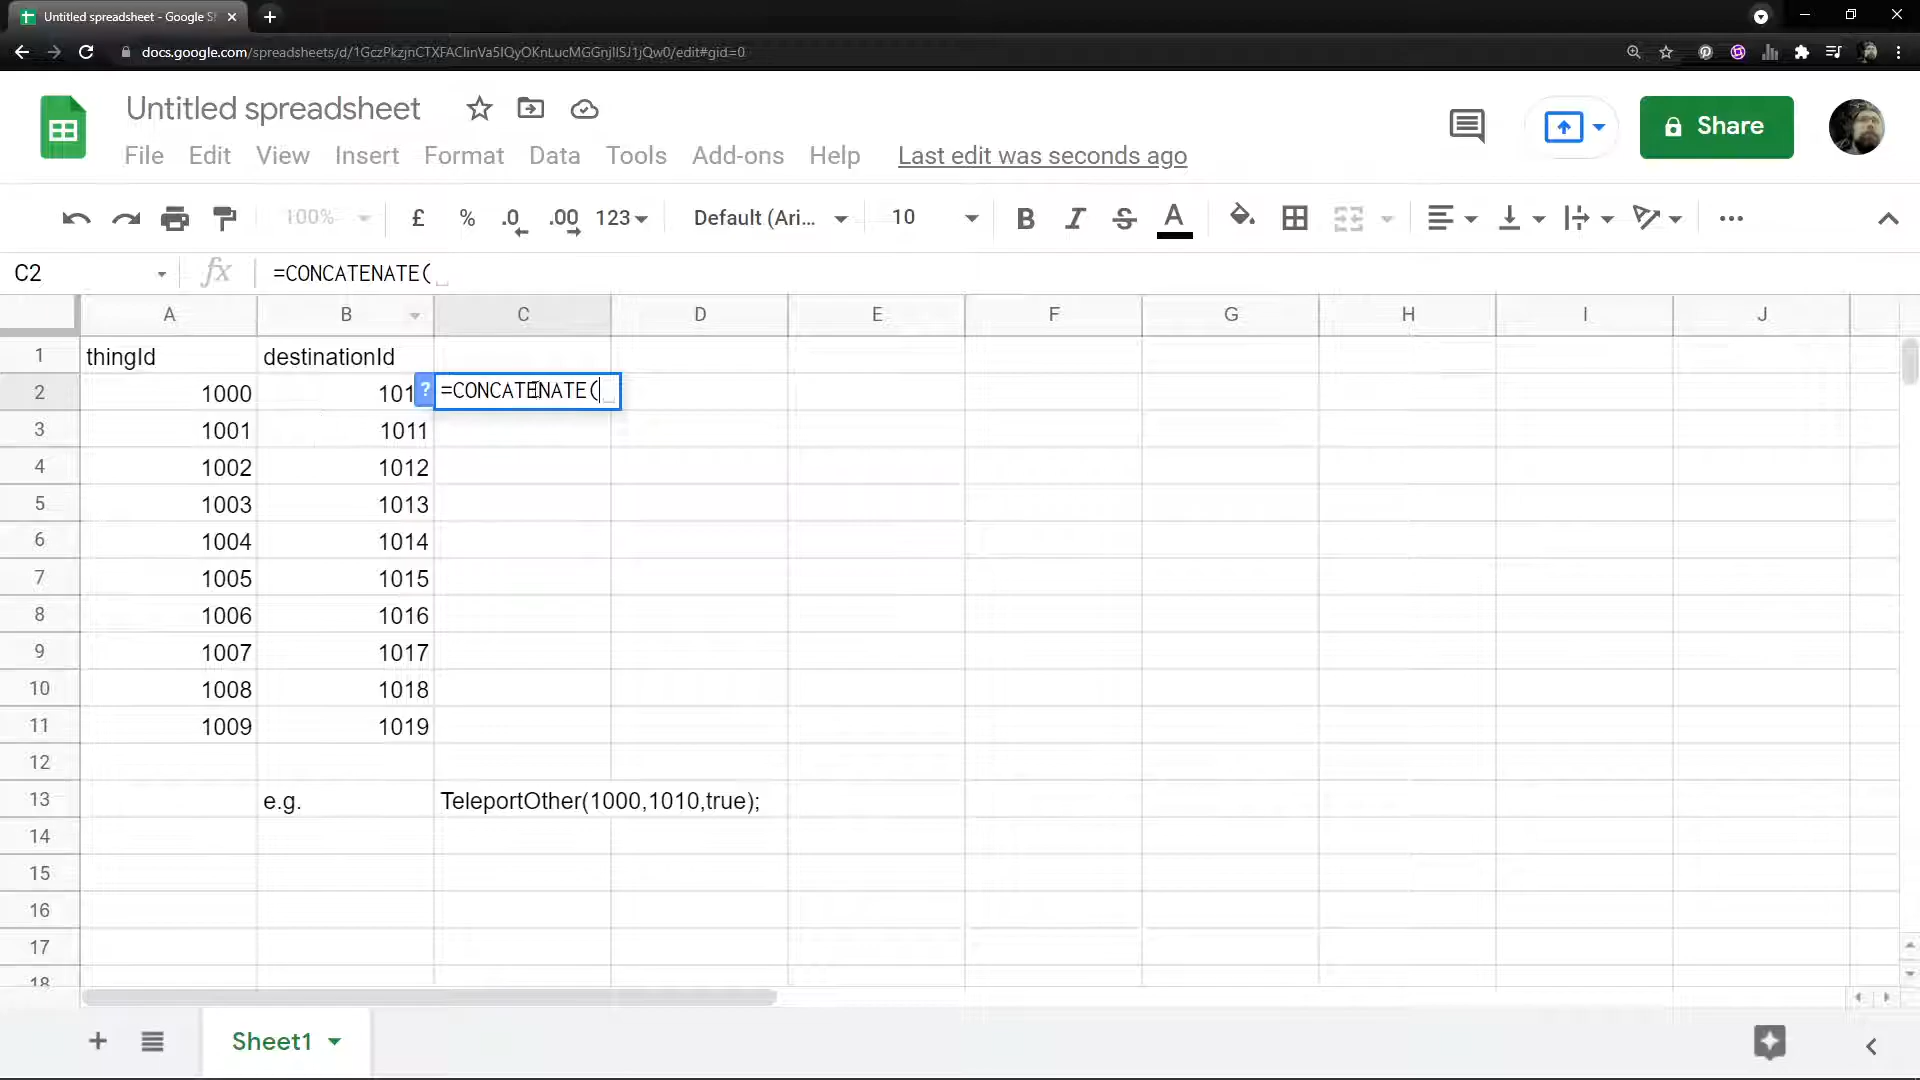 Untitled spreadsheet - Google S
docs.google.com/spreadsheets/d/1GczPkzjnCTXFAClinVa5IQyOKnLucMGGnjlISJ1jQw0/edit#gid=0
Untitled spreadsheet
Share
File Edit View Insert Format Data Tools Add-ons Help Last edit was seconds ago
100% £ % .0 .00 123 Default (Ari... 10 B I S A
C2 fx =CONCATENATE(
A B C D E F G H I J
1 thingId destinationId
2 1000 101 ? =CONCATENATE(
3 1001 1011
4 1002 1012
5 1003 1013
6 1004 1014
7 1005 1015
8 1006 1016
9 1007 1017
10 1008 1018
11 1009 1019
12
13 e.g. TeleportOther(1000,1010,true);
14
15
16
17
18
Sheet1